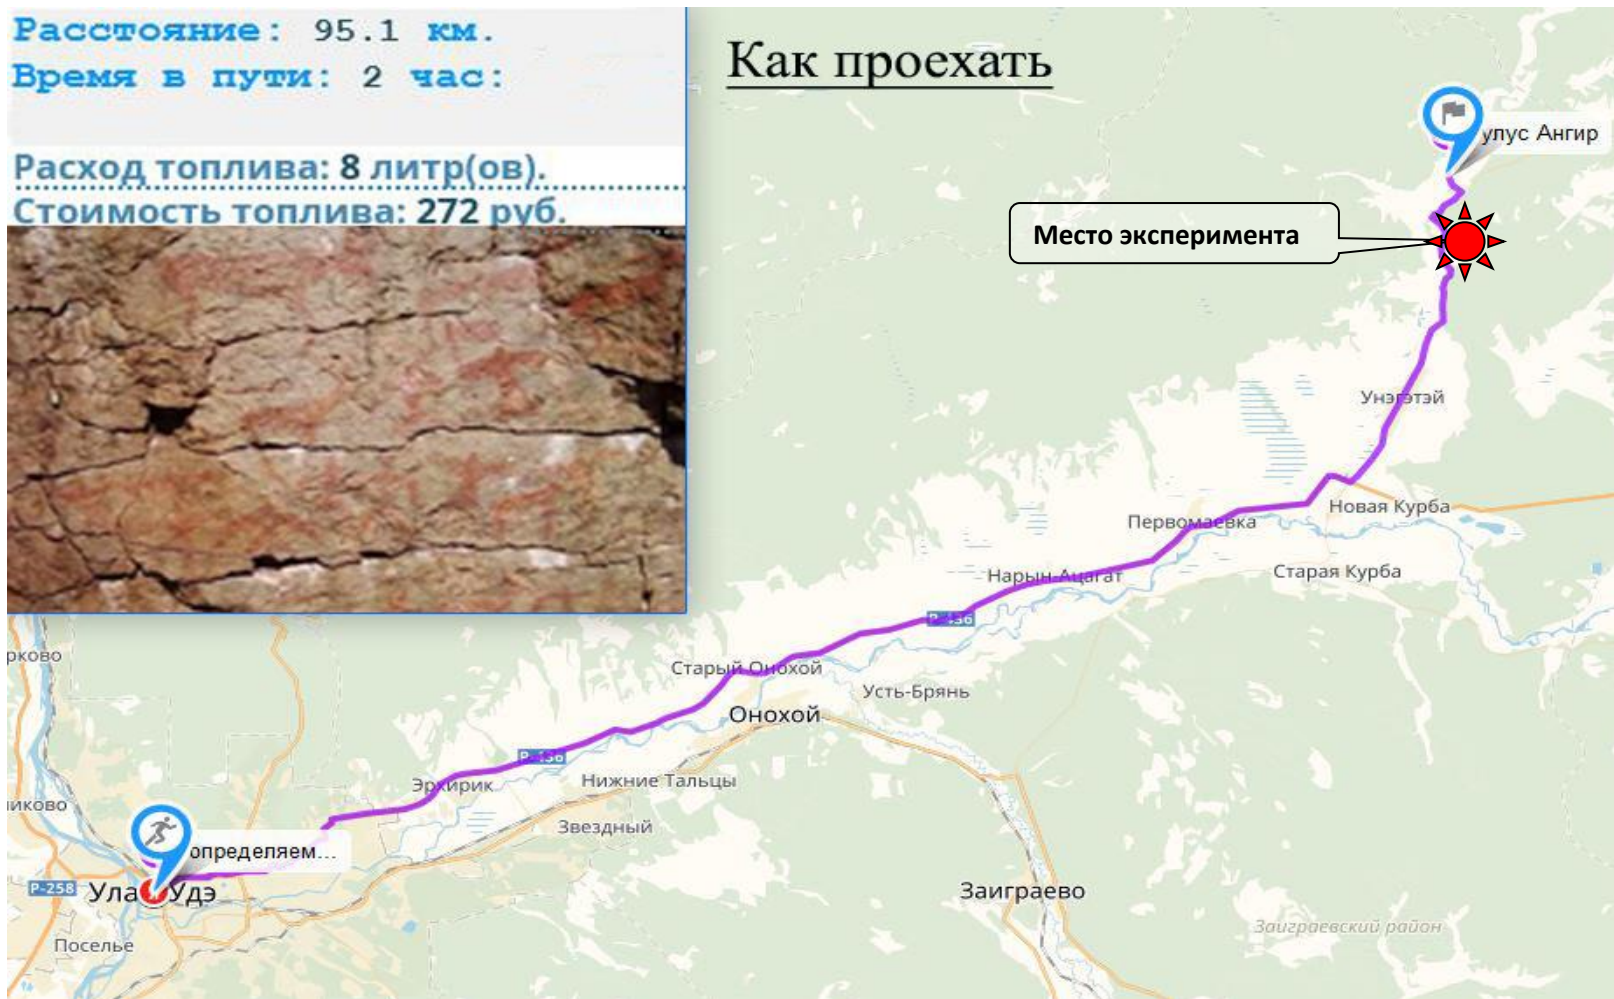 Расстояние: 95.1 км.
Время в пути: 2 час:
Расход топлива: 8 литр(ов).
Стоимость топлива: 272 руб.
Как проехать
улус Ангир
Место эксперимента
Унэгэтэй
Новая Курба
Первомаевка
Старая Курба
Нарын-Ацагат
Р-436
рково
Старый Онохой
Усть-Брянь
Онохой
Р-436
Эрхирик
Нижние Тальцы
иково
Звездный
определяем...
Р-258
Улан-Удэ
Заиграево
Заиграевский район
Поселье